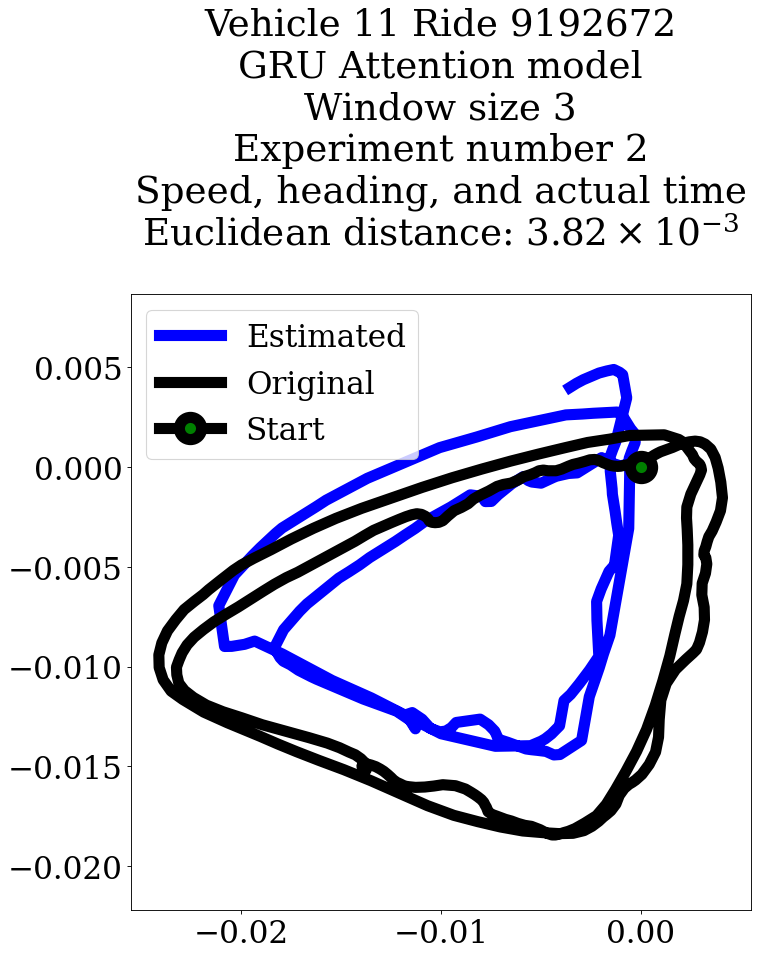 Vehicle 11 Ride 9192672
GRU Attention model
Window size 3
Experiment number 2
Speed, heading, and actual time
Euclidean distance: 3.82 × 10⁻³
Estimated
Original
Start
0.005
0.000
−0.005
−0.010
−0.015
−0.020
−0.02
−0.01
0.00